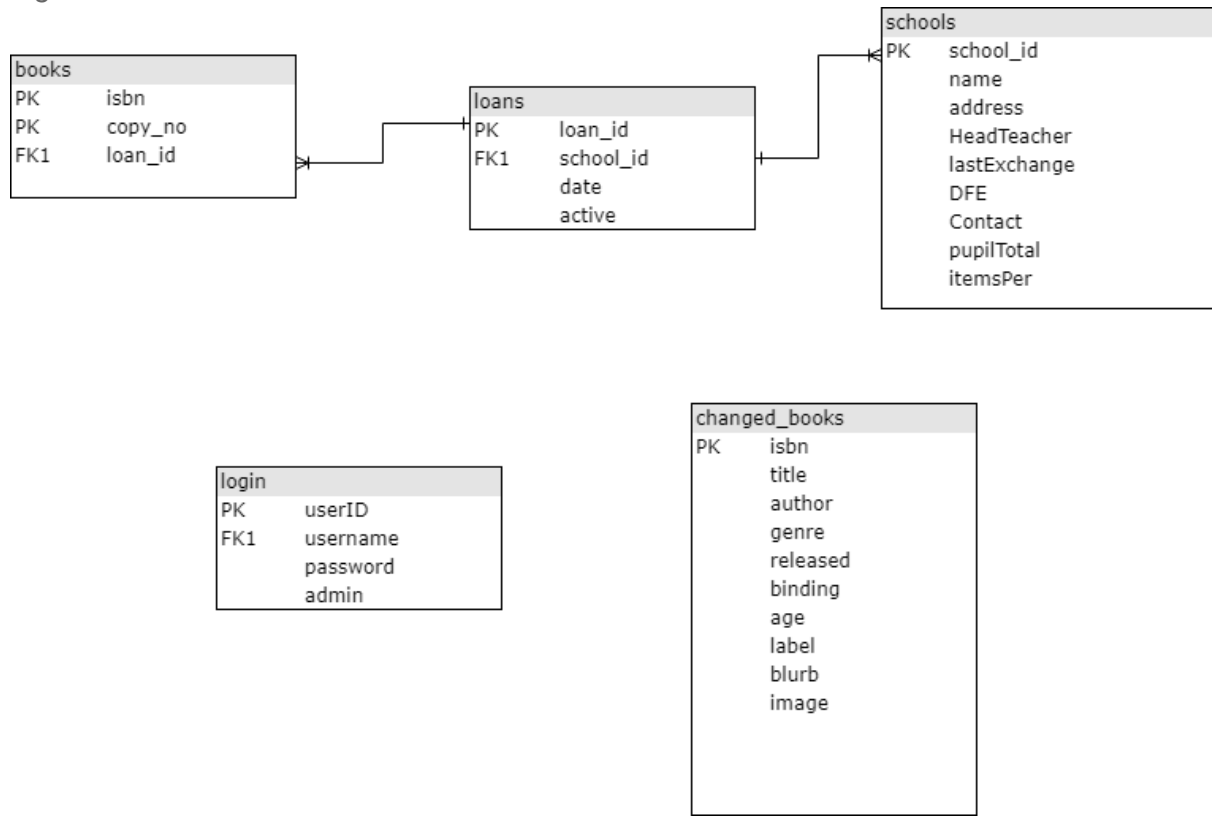 books
PK isbn
PK copy_no
FK1 loan_id
loans
PK loan_id
FK1 school_id
date
active
schools
PK school_id
name
address
HeadTeacher
lastExchange
DFE
Contact
pupilTotal
itemsPer
login
PK userID
FK1 username
password
admin
changed_books
PK isbn
title
author
genre
released
binding
age
label
blurb
image